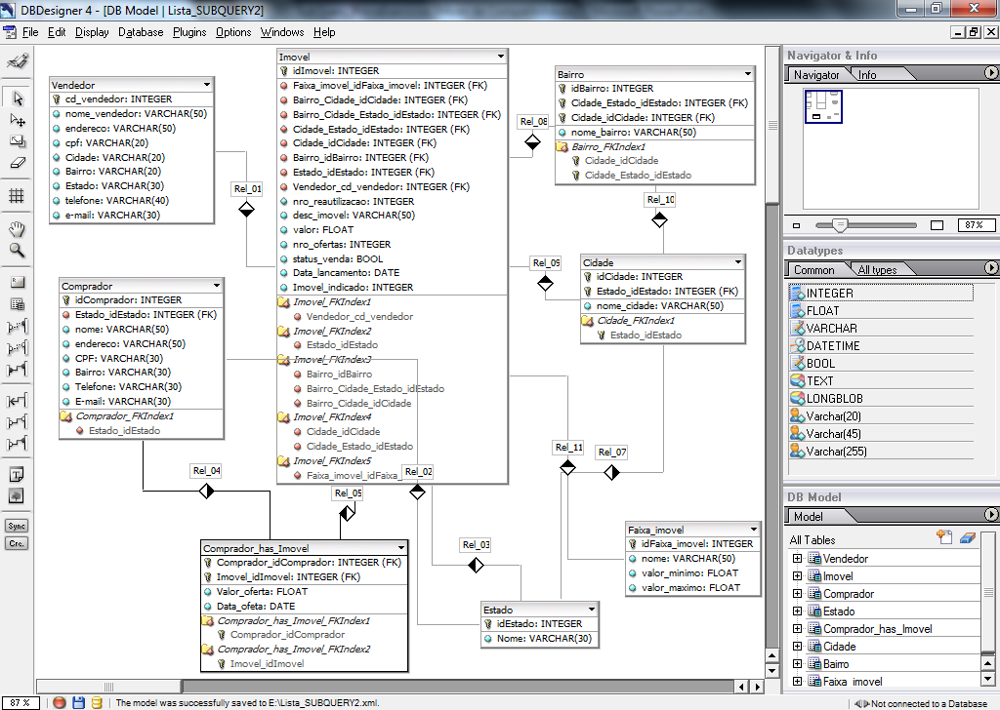 DBDesigner 4 - [DB Model | Lista_SUBQUERY2]
File Edit Display Database Plugins Options Windows Help
Vendedor
cd_vendedor: INTEGER
nome_vendedor: VARCHAR(50)
endereco: VARCHAR(50)
cpf: VARCHAR(20)
Cidade: VARCHAR(20)
Bairro: VARCHAR(20)
Estado: VARCHAR(30)
telefone: VARCHAR(40)
e-mail: VARCHAR(30)
Rel_01
Comprador
idComprador: INTEGER
Estado_idEstado: INTEGER (FK)
nome: VARCHAR(50)
endereco: VARCHAR(50)
CPF: VARCHAR(30)
Bairro: VARCHAR(30)
Telefone: VARCHAR(30)
E-mail: VARCHAR(30)
Comprador_FKIndex1
Estado_idEstado
Rel_04
Imovel
idImovel: INTEGER
Faixa_imovel_idFaixa_imovel: INTEGER (FK)
Bairro_Cidade_idCidade: INTEGER (FK)
Bairro_Cidade_Estado_idEstado: INTEGER (FK)
Cidade_Estado_idEstado: INTEGER (FK)
Cidade_idCidade: INTEGER (FK)
Bairro_idBairro: INTEGER (FK)
Estado_idEstado: INTEGER (FK)
Vendedor_cd_vendedor: INTEGER (FK)
nro_reautilizacao: INTEGER
desc_imovel: VARCHAR(50)
valor: FLOAT
nro_ofertas: INTEGER
status_venda: BOOL
Data_lancamento: DATE
Imovel_indicado: INTEGER
Imovel_FKIndex1
Vendedor_cd_vendedor
Imovel_FKIndex2
Estado_idEstado
Imovel_FKIndex3
Bairro_idBairro
Bairro_Cidade_Estado_idEstado
Bairro_Cidade_idCidade
Imovel_FKIndex4
Cidade_idCidade
Cidade_Estado_idEstado
Imovel_FKIndex5
Faixa_imovel_idFaixa_
Rel_02
Rel_05
Comprador_has_Imovel
Comprador_idComprador: INTEGER (FK)
Imovel_idImovel: INTEGER (FK)
Valor_oferta: FLOAT
Data_ofeta: DATE
Comprador_has_Imovel_FKIndex1
Comprador_idComprador
Comprador_has_Imovel_FKIndex2
Imovel_idImovel
Rel_03
Estado
idEstado: INTEGER
Nome: VARCHAR(30)
Rel_08
Bairro
idBairro: INTEGER
Cidade_Estado_idEstado: INTEGER (FK)
Cidade_idCidade: INTEGER (FK)
nome_bairro: VARCHAR(50)
Bairro_FKIndex1
Cidade_idCidade
Cidade_Estado_idEstado
Rel_10
Rel_09
Cidade
idCidade: INTEGER
Estado_idEstado: INTEGER (FK)
nome_cidade: VARCHAR(50)
Cidade_FKIndex1
Estado_idEstado
Rel_11
Rel_07
Faixa_imovel
idFaixa_imovel: INTEGER
nome: VARCHAR(50)
valor_minimo: FLOAT
valor_maximo: FLOAT
Sync
Cnc.
Navigator & Info
Navigator Info
87%
Datatypes
Common All types
INTEGER
FLOAT
VARCHAR
DATETIME
BOOL
TEXT
LONGBLOB
Varchar(20)
Varchar(45)
Varchar(255)
DB Model
Model
All Tables
Vendedor
Imovel
Comprador
Estado
Comprador_has_Imovel
Cidade
Bairro
Faixa imovel
87 % The model was successfully saved to E:\Lista_SUBQUERY2.xml. Not connected to a Database